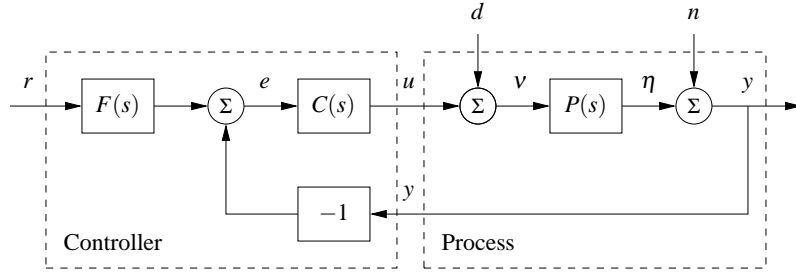 d
n
r
F(s)
Σ
e
C(s)
u
Σ
ν
P(s)
η
Σ
y
−1
y
Controller
Process